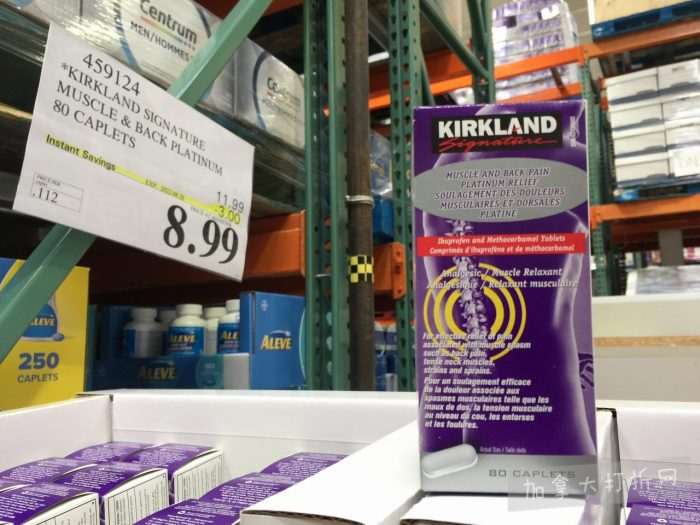 Centrum
MEN/HOMMES
Centrum
459124
*KIRKLAND SIGNATURE
MUSCLE & BACK PLATINUM
80 CAPLETS
Instant Savings
11.99
-3.00
.112
8.99
KIRKLAND
Signature
MUSCLE AND BACK PAIN
PLATINUM RELIEF
SOULAGEMENT DES DOULEURS
MUSCULAIRES ET DORSALES
PLATINE
Ibuprofen and Methocarbamol Tablets
Comprimés d'ibuprofène et de méthocarbamol
Analgesic / Muscle Relaxant
Analgésique / Relaxant musculaire
For effective relief of pain
associated with muscle spasm
such as back pain,
tense neck muscles,
strains and sprains.
Pour un soulagement efficace
de la douleur associée aux
spasmes musculaires telle que les
maux de dos, la tension musculaire
au niveau du cou, les entorses
et les foulures.
Actual Size / Taille réelle
80 CAPLETS
ALEVE
250
CAPLETS
ALEVE
ALEVE
加拿大打折网